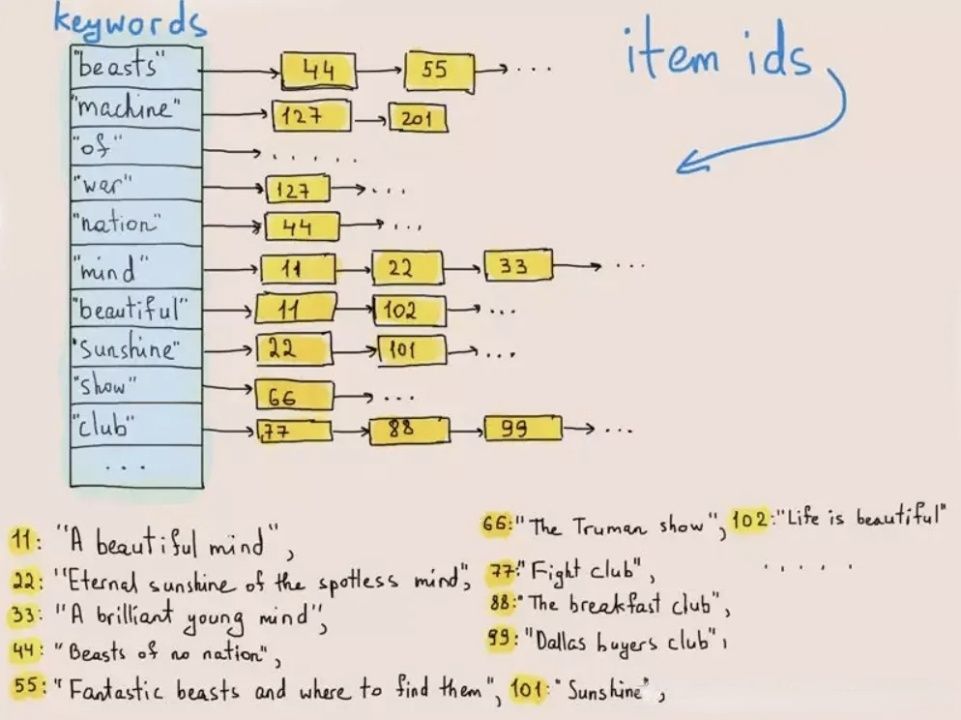 keywords
item ids
"beasts" 44 55 ...
"machine" 127 201
"of" .....
"war" 127 ...
"nation" 44 ...
"mind" 11 22 33 ...
"beautiful" 11 102 ...
"sunshine" 22 101 ...
"show" 66 ...
"club" 77 88 99 ...
...
11: "A beautiful mind",
22: "Eternal sunshine of the spotless mind",
33: "A brilliant young mind",
44: "Beasts of no nation",
55: "Fantastic beasts and where to find them", 101: "Sunshine",
66: "The Truman show", 102: "Life is beautiful"
77: "Fight club", .....
88: "The breakfast club",
99: "Dallas buyers club",